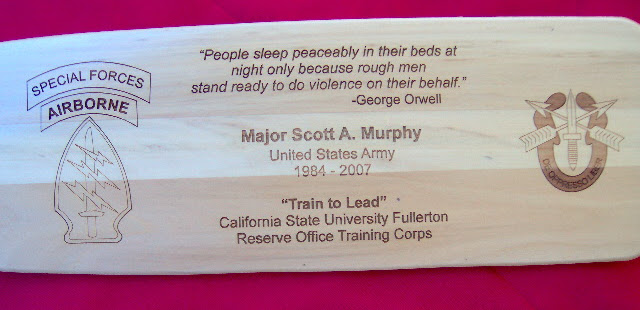 SPECIAL FORCES
AIRBORNE
“People sleep peaceably in their beds at
night only because rough men
stand ready to do violence on their behalf.”
-George Orwell
Major Scott A. Murphy
United States Army
1984 - 2007
“Train to Lead”
California State University Fullerton
Reserve Office Training Corps
DE OPPRESSO LIBER